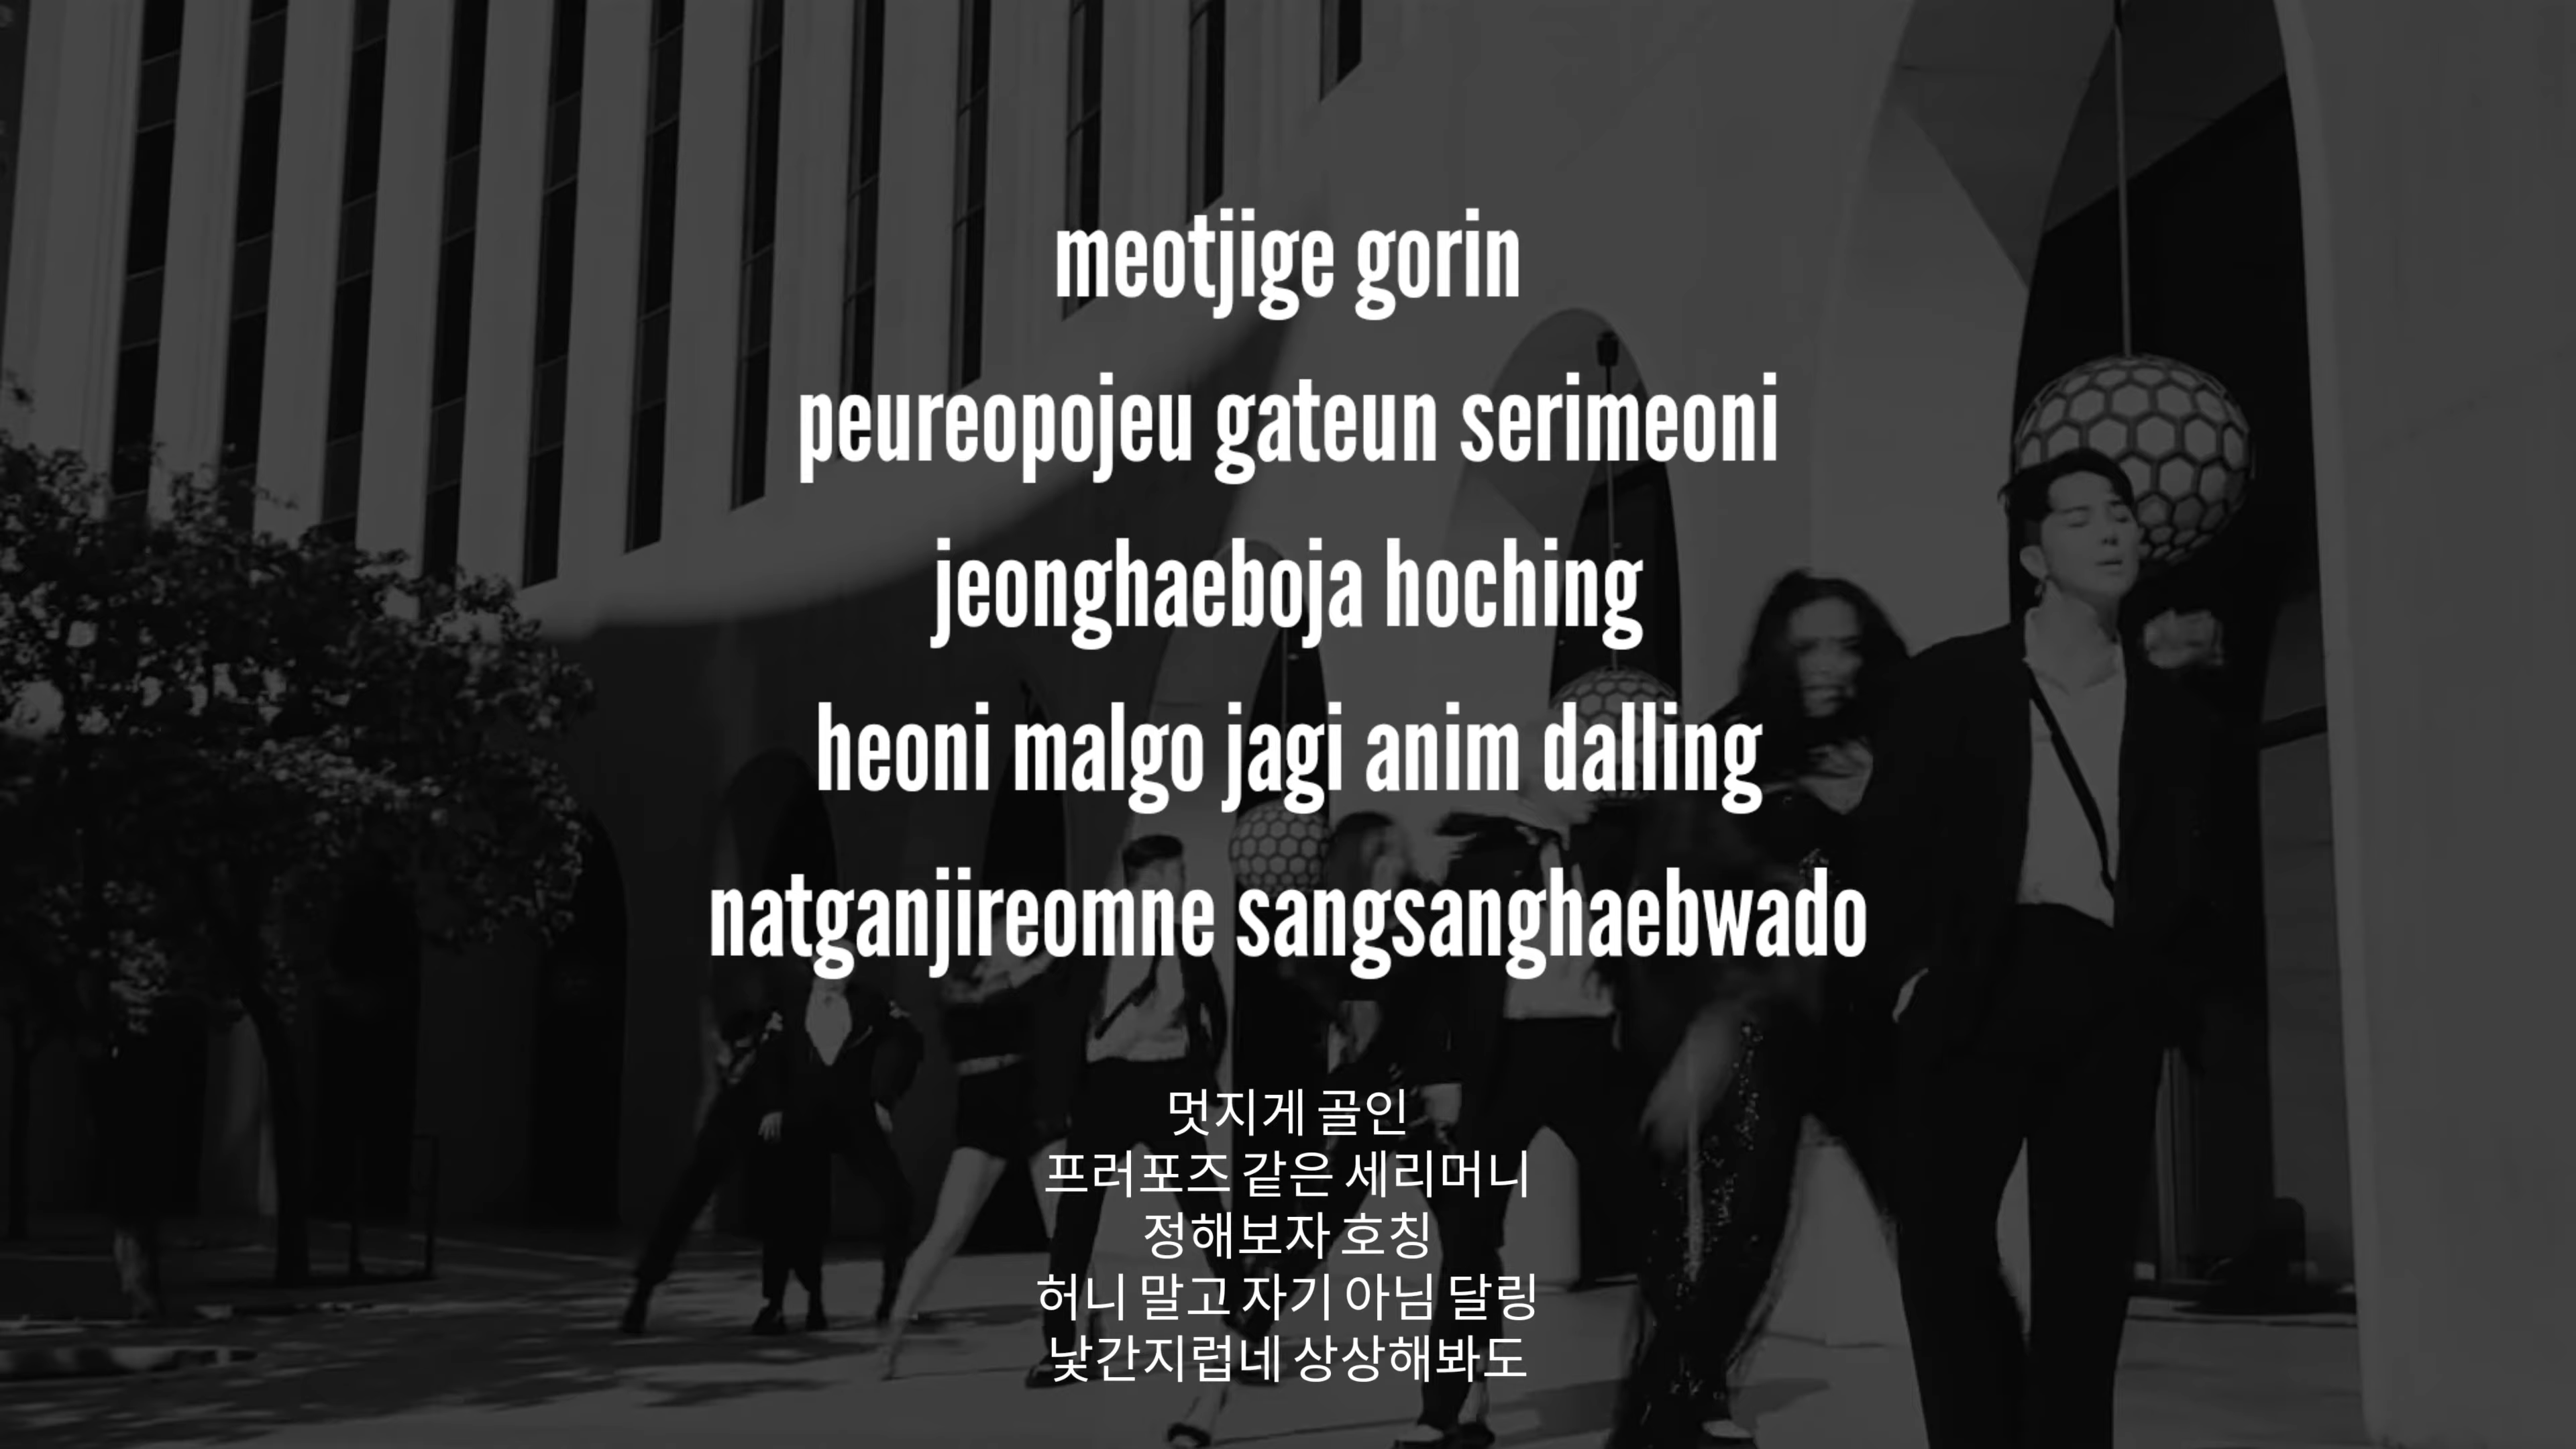 meotjige gorin
peureopojeu gateun serimeoni
jeonghaeboja hoching
heoni malgo jagi anim dalling
natganjireomne sangsanghaebwado
멋지게 골인
프러포즈 같은 세리머니
정해보자 호칭
허니 말고 자기 아님 달링
낯간지럽네 상상해봐도